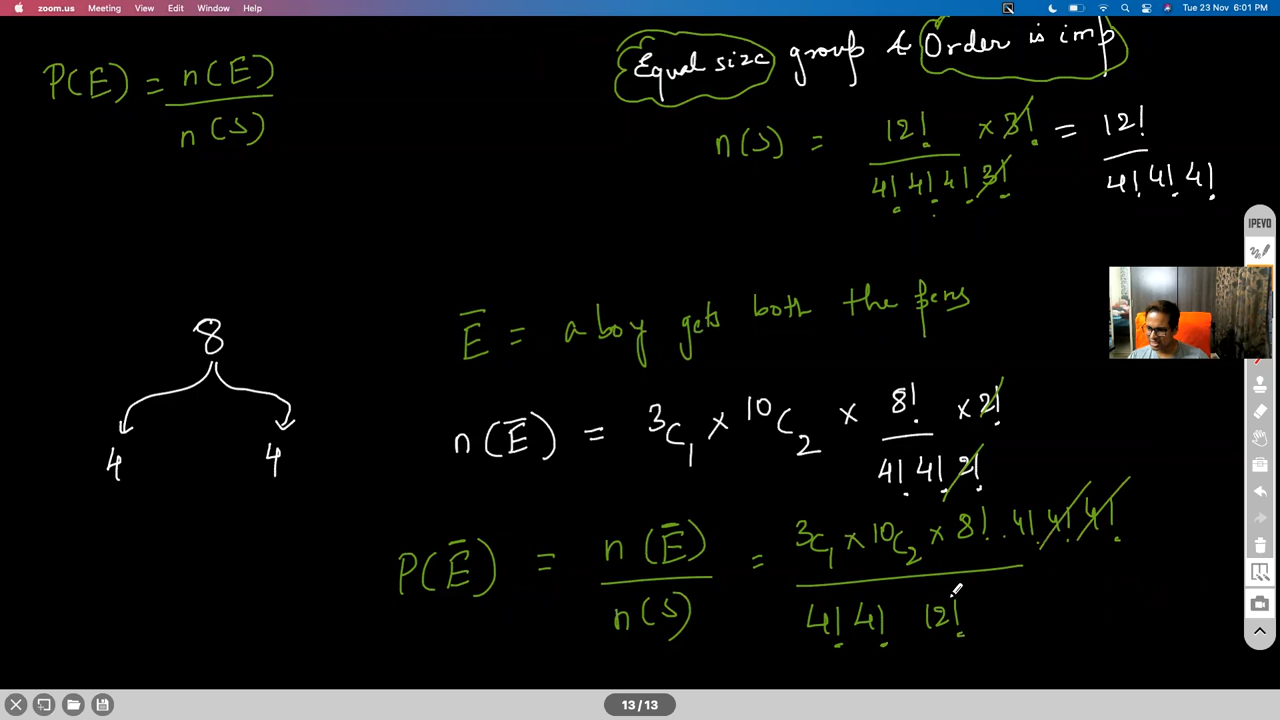 zoom.us Meeting View Edit Window Help Tue 23 Nov 6:01 PM
Equal size group & Order is imp
P(E) = n(E) / n(S)
n(S) = 12! × 3! / 4! 4! 4! 3! = 12! / 4! 4! 4!
IPEVO
E̅ = a boy gets both the pens
8
4 4
n(E̅) = ³C₁ × ¹⁰C₂ × 8! × 2! / 4! 4! 2!
P(E̅) = n(E̅) / n(S) = ³C₁ × ¹⁰C₂ × 8! . 4! 4! 4! / 4! 4! 12!
13/13